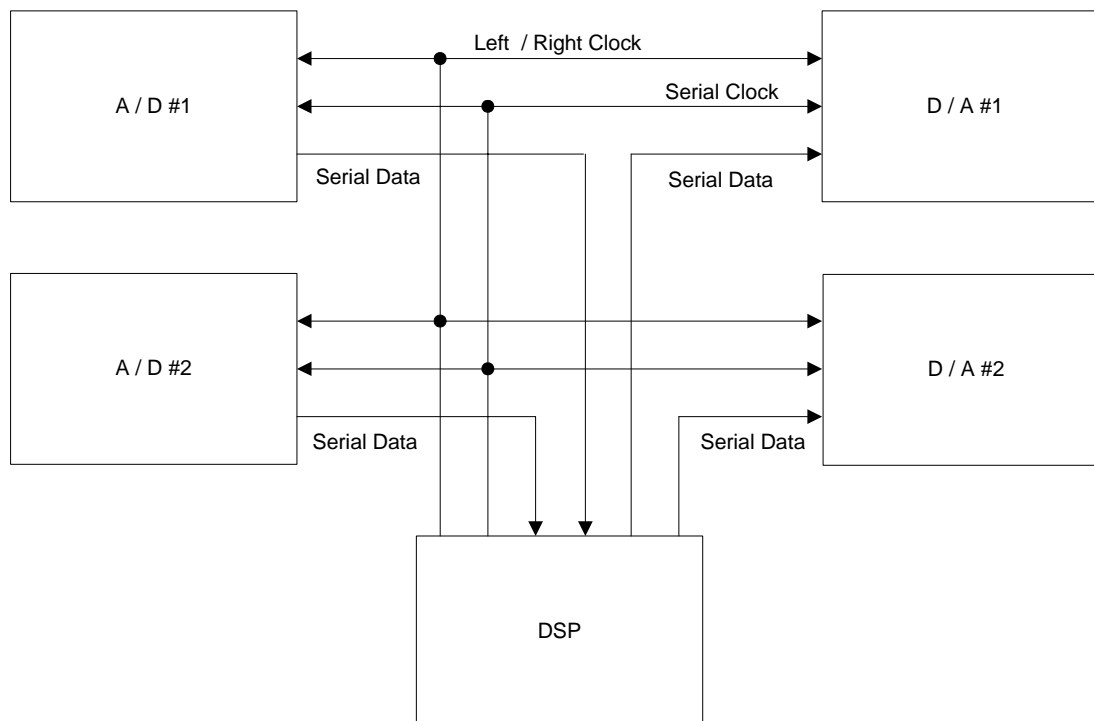 Left / Right Clock
A / D #1
Serial Clock
D / A #1
Serial Data
Serial Data
A / D #2
D / A #2
Serial Data
Serial Data
DSP